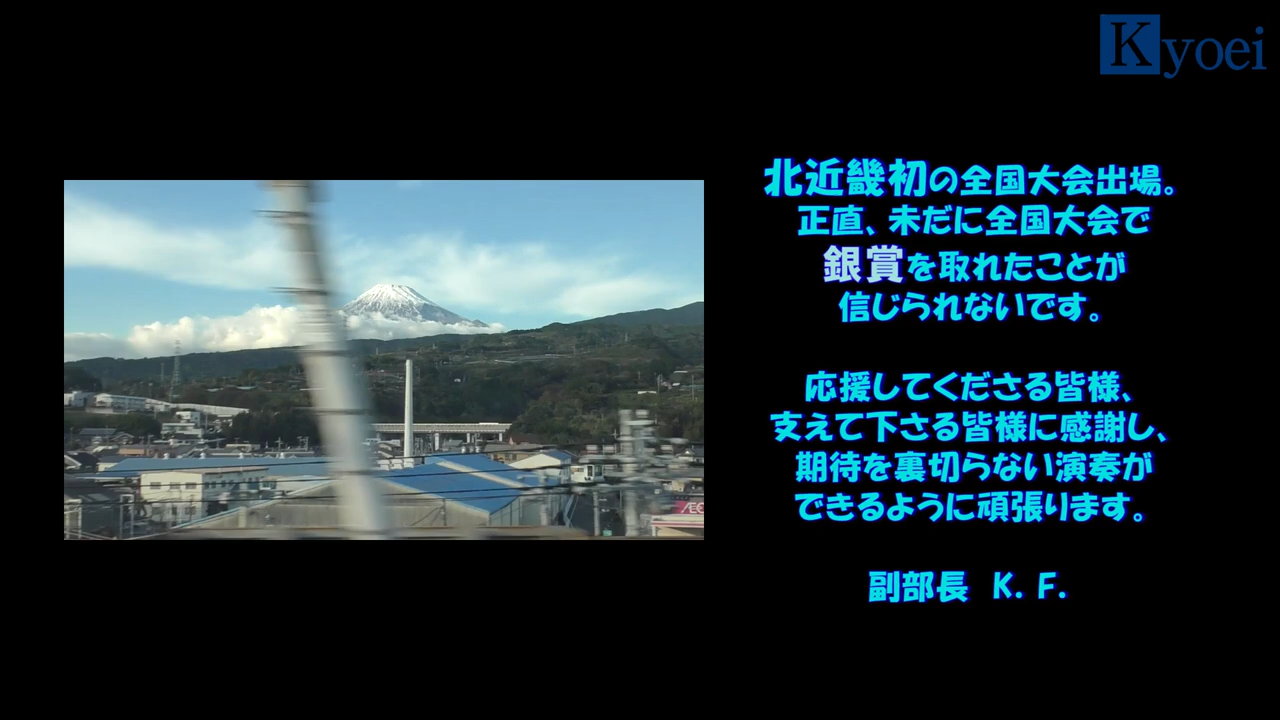 Kyoei
北近畿初の全国大会出場。
正直、未だに全国大会で
銀賞を取れたことが
信じられないです。
応援してくださる皆様、
支えて下さる皆様に感謝し、
期待を裏切らない演奏が
できるように頑張ります。
副部長 K. F.